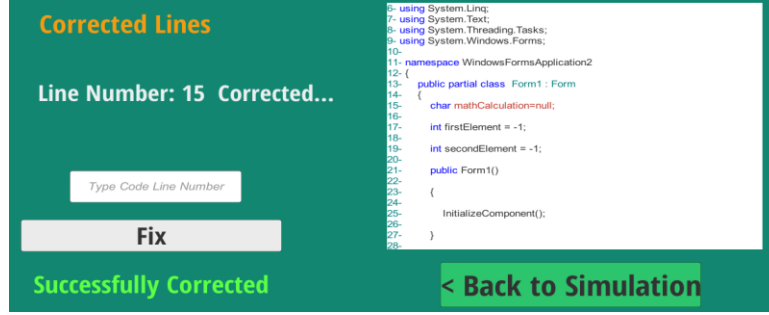 Corrected Lines
Line Number: 15 Corrected...
Type Code Line Number
Fix
Successfully Corrected
6- using System.Linq;
7- using System.Text;
8- using System.Threading.Tasks;
9- using System.Windows.Forms;
10-
11- namespace WindowsFormsApplication2
12- {
13- public partial class Form1 : Form
14- {
15- char mathCalculation=null;
16-
17- int firstElement = -1;
18-
19- int secondElement = -1;
20-
21- public Form1()
22-
23- {
24-
25- InitializeComponent();
26-
27- }
28-
< Back to Simulation